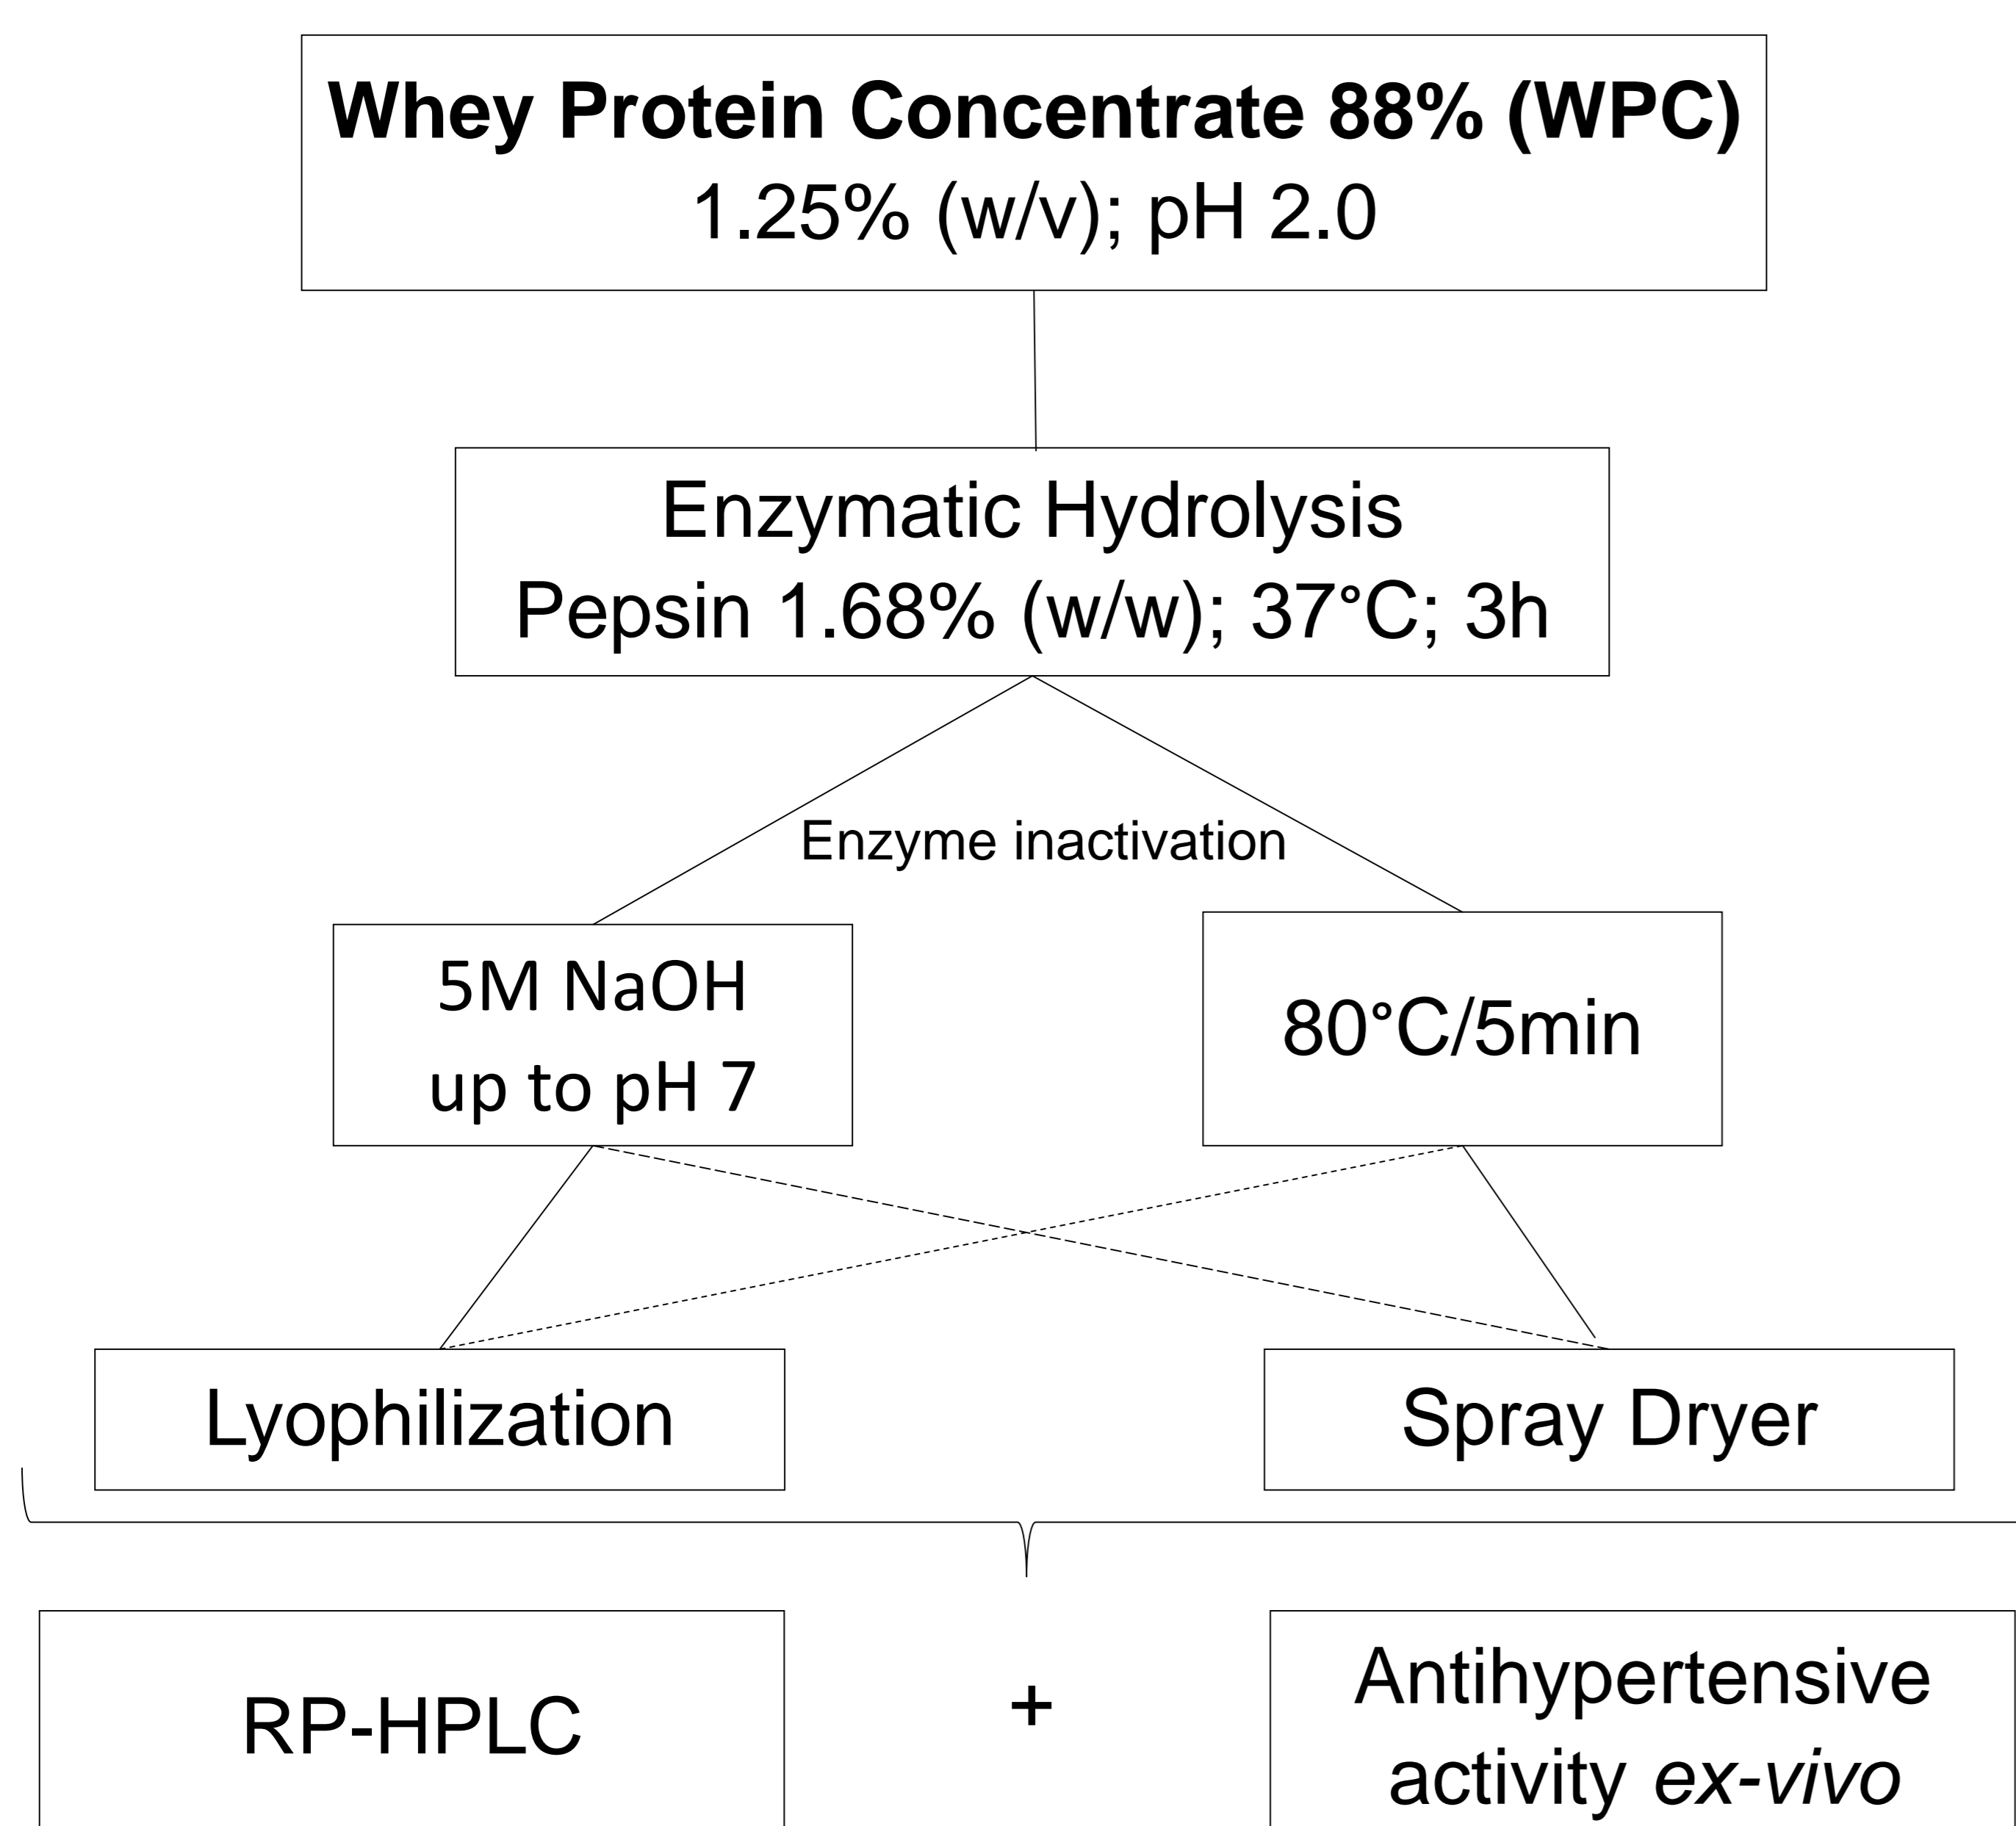 Whey Protein Concentrate 88% (WPC)
1.25% (w/v); pH 2.0
Enzymatic Hydrolysis
Pepsin 1.68% (w/w); 37°C; 3h
Enzyme inactivation
5M NaOH
up to pH 7
80°C/5min
Lyophilization
Spray Dryer
RP-HPLC
+
Antihypertensive
activity ex-vivo